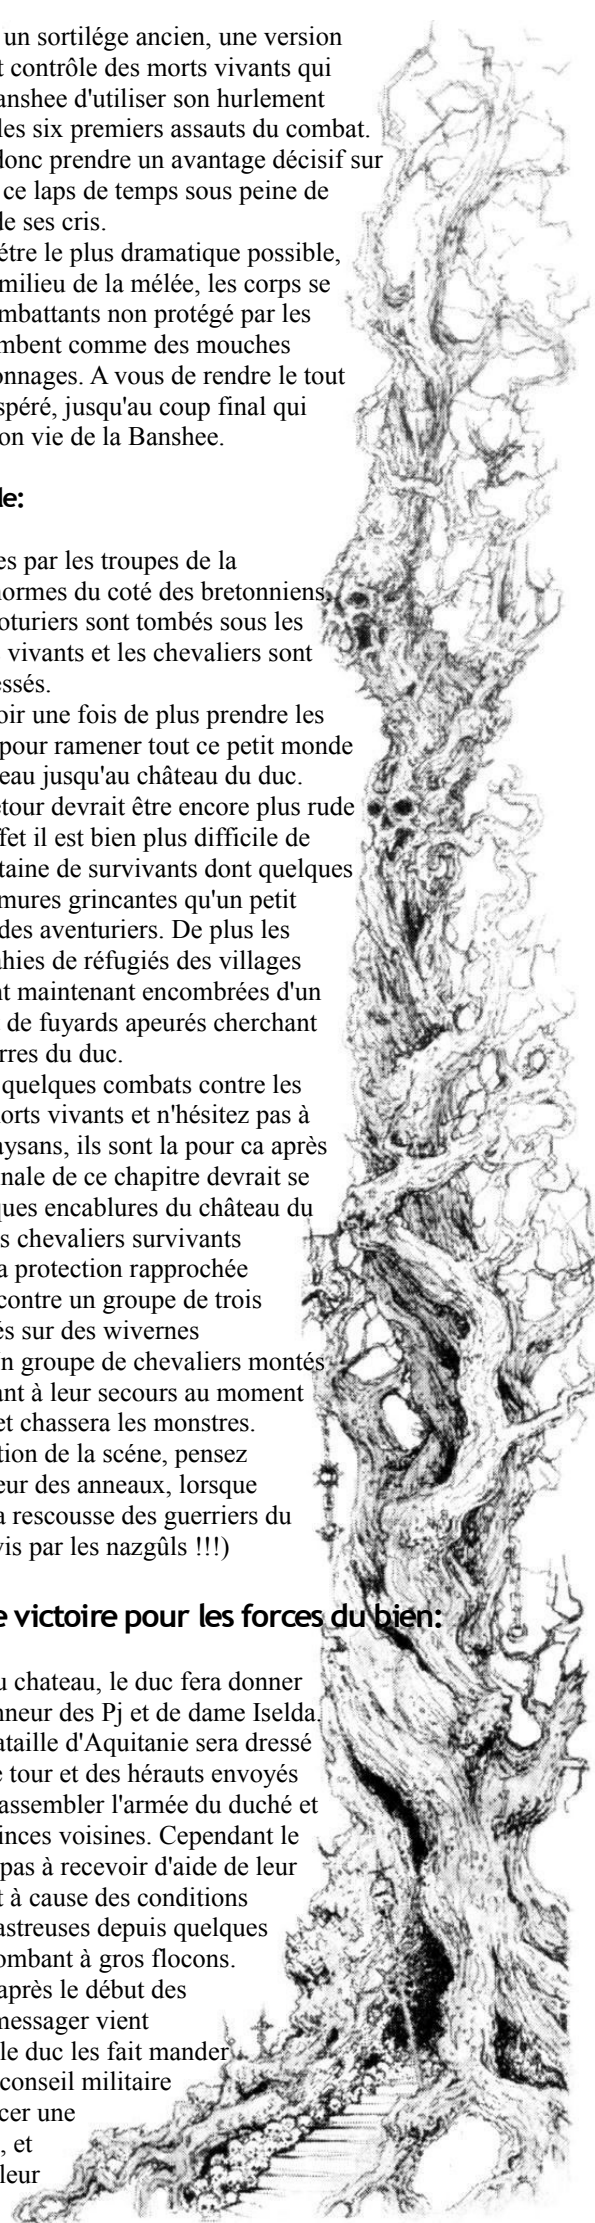 'un sortilége ancien, une version
t contrôle des morts vivants qui
anshee d'utiliser son hurlement
les six premiers assauts du combat.
donc prendre un avantage décisif sur
ce laps de temps sous peine de
de ses cris.
étre le plus dramatique possible,
milieu de la mélée, les corps se
mbattants non protégé par les
mbent comme des mouches
onnages. A vous de rendre le tout
spéré, jusqu'au coup final qui
on vie de la Banshee.
le:
es par les troupes de la
normes du coté des bretonniens,
oturiers sont tombés sous les
vivants et les chevaliers sont
essés.
oir une fois de plus prendre les
pour ramener tout ce petit monde
eau jusqu'au château du duc.
etour devrait être encore plus rude
ffet il est bien plus difficile de
taine de survivants dont quelques
mures grincantes qu'un petit
des aventuriers. De plus les
ahies de réfugiés des villages
nt maintenant encombrées d'un
de fuyards apeurés cherchant
rres du duc.
quelques combats contre les
norts vivants et n'hésitez pas à
aysans, ils sont la pour ca après
inale de ce chapitre devrait se
ques encablures du château du
s chevaliers survivants
a protection rapprochée
contre un groupe de trois
és sur des wivernes
n groupe de chevaliers montés
ant à leur secours au moment
et chassera les monstres.
tion de la scéne, pensez
eur des anneaux, lorsque
a rescousse des guerriers du
vis par les nazgûls !!!)
e victoire pour les forces du bien:
u chateau, le duc fera donner
nneur des Pj et de dame Iselda.
ataille d'Aquitanie sera dressé
e tour et des hérauts envoyés
assembler l'armée du duché et
inces voisines. Cependant le
pas à recevoir d'aide de leur
t à cause des conditions
astreuses depuis quelques
ombant à gros flocons.
après le début des
messager vient
le duc les fait mander
conseil militaire
cer une
, et
leur